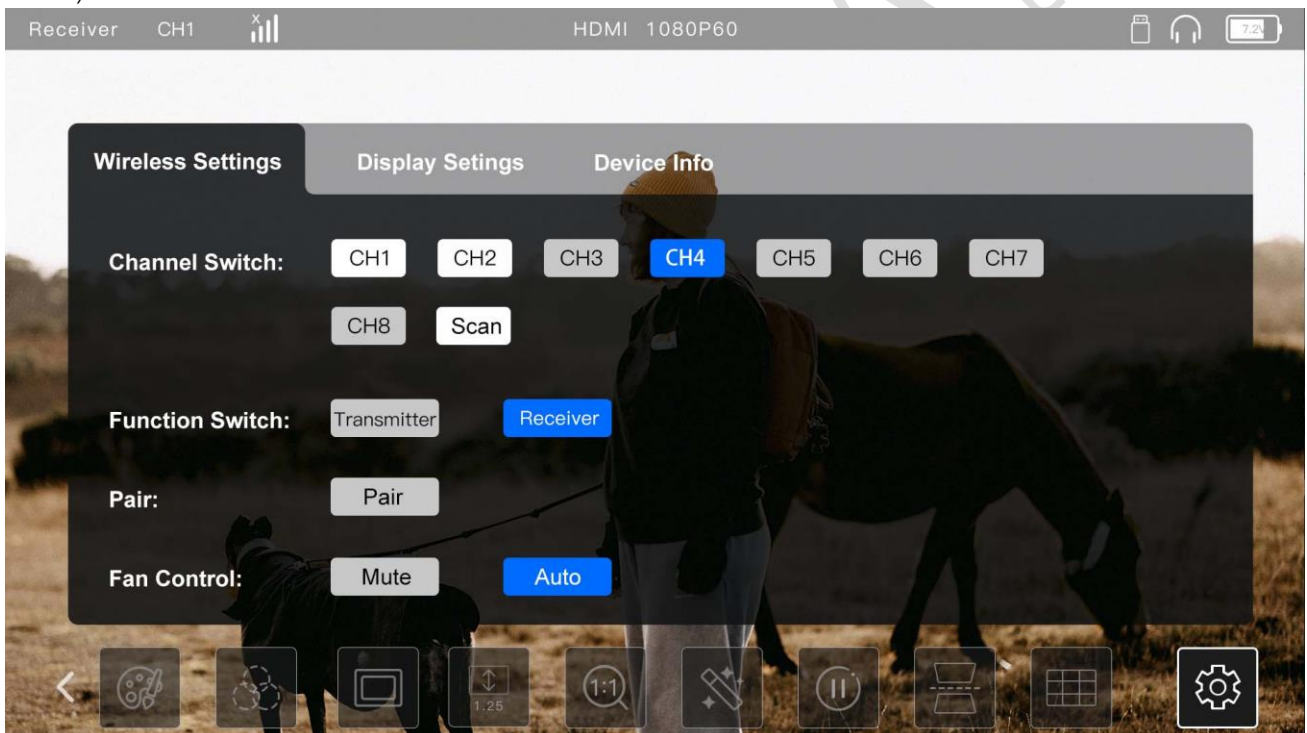 Receiver CH1 x HDMI 1080P60 7.2V
Wireless Settings Display Setings Device Info
Channel Switch: CH1 CH2 CH3 CH4 CH5 CH6 CH7
CH8 Scan
Function Switch: Transmitter Receiver
Pair: Pair
Fan Control: Mute Auto
1.25 1:1